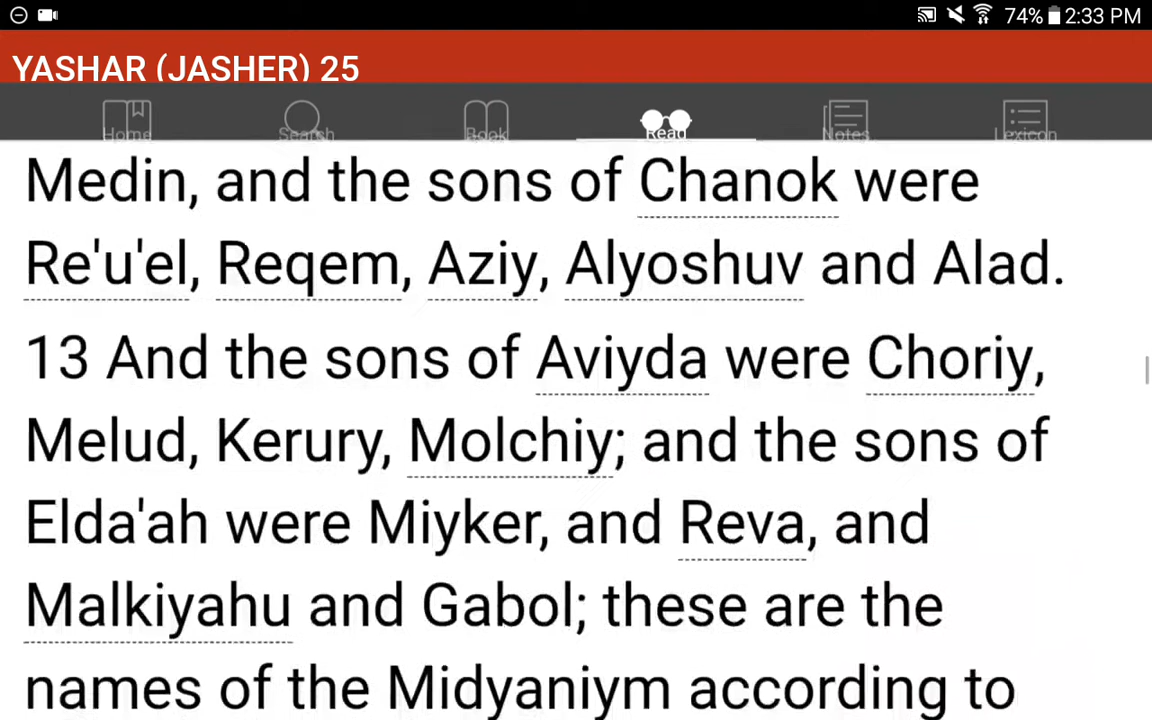 74% 2:33 PM
YASHAR (JASHER) 25
Home Search Book Read Notes Lexicon
Medin, and the sons of Chanok were
Re'u'el, Reqem, Aziy, Alyoshuv and Alad.
13 And the sons of Aviyda were Choriy,
Melud, Kerury, Molchiy; and the sons of
Elda'ah were Miyker, and Reva, and
Malkiyahu and Gabol; these are the
names of the Midyaniym according to